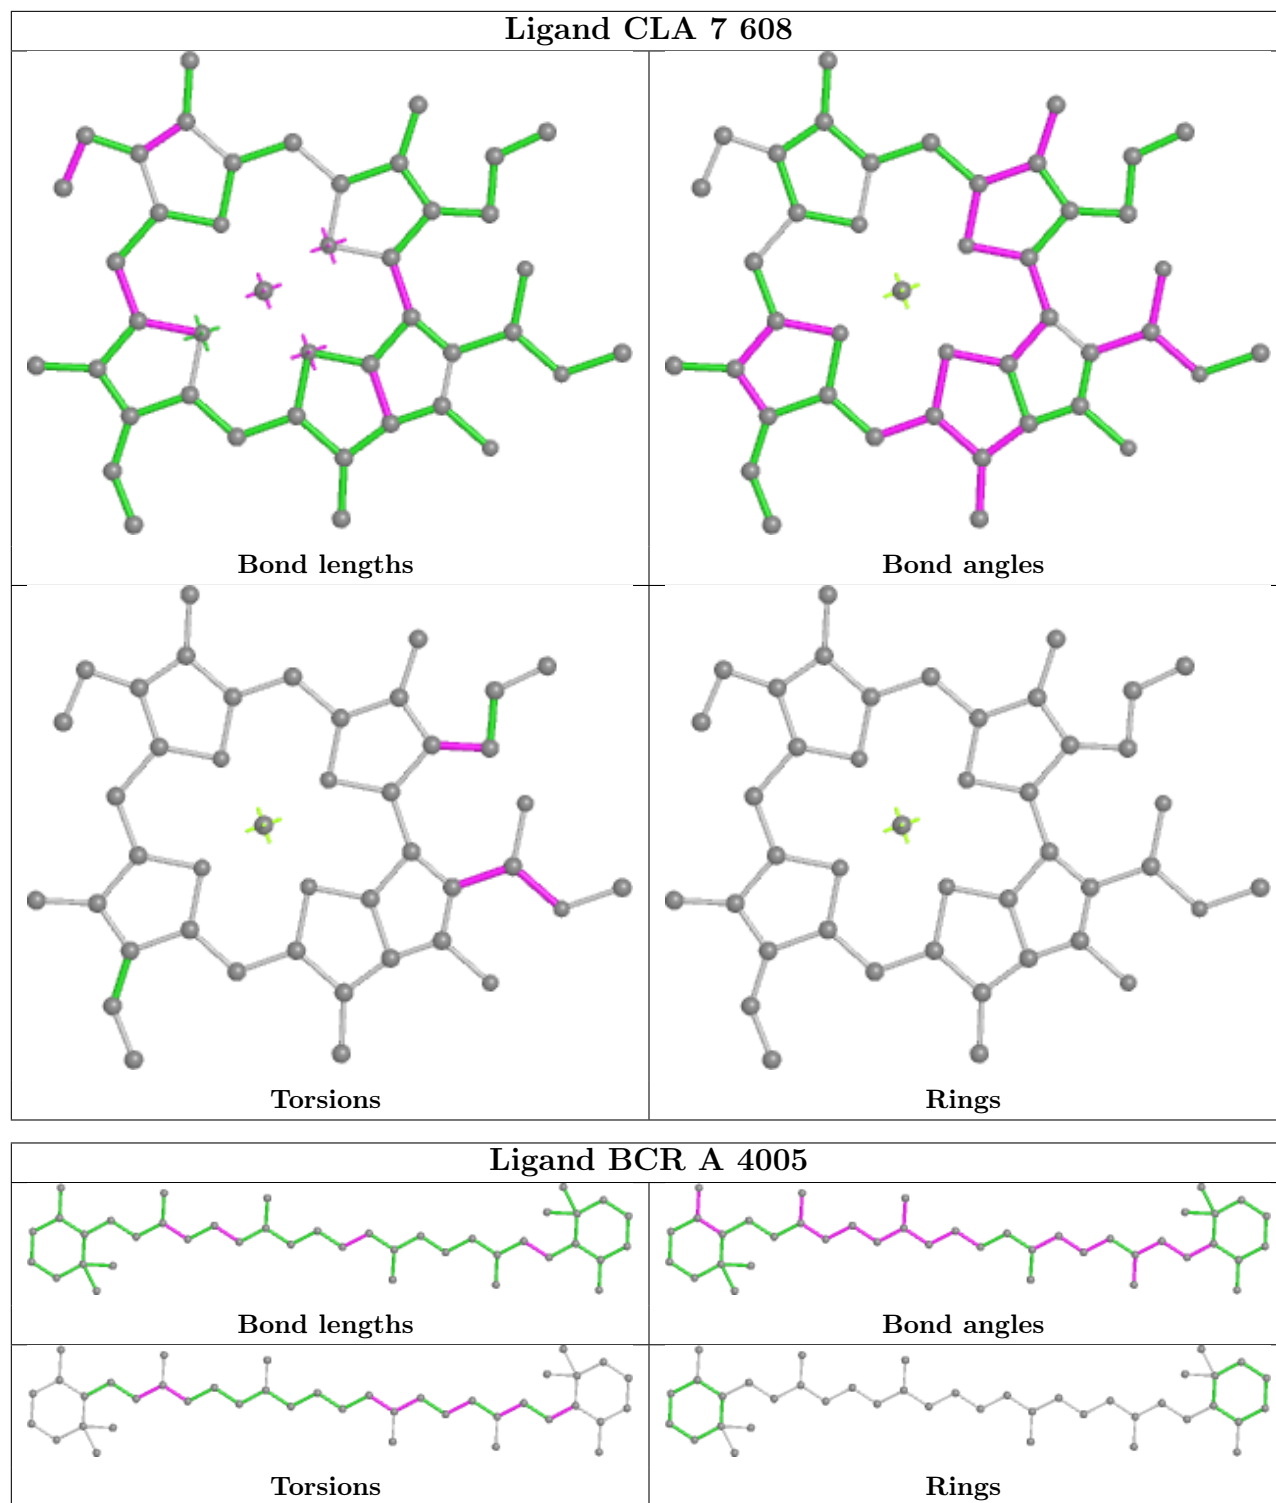 Ligand CLA 7 608
Bond lengths
Bond angles
Torsions
Rings
Ligand BCR A 4005
Bond lengths
Bond angles
Torsions
Rings